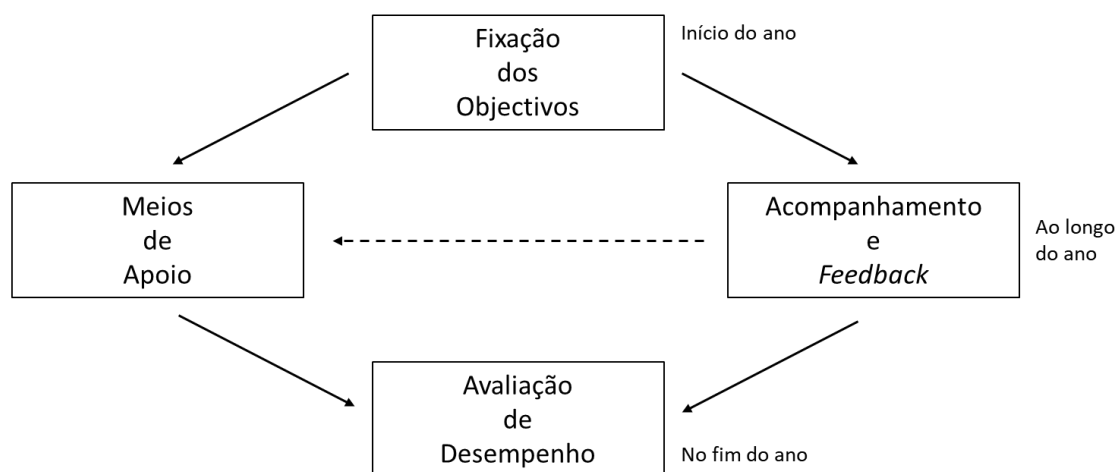 Fixação
dos
Objectivos
Início do ano
Meios
de
Apoio
Acompanhamento
e
Feedback
Ao longo
do ano
Avaliação
de
Desempenho
No fim do ano